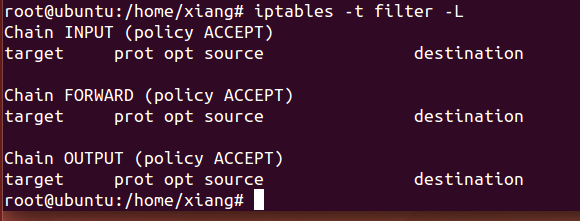 root@ubuntu:/home/xiang# iptables -t filter -L
Chain INPUT (policy ACCEPT)
target     prot opt source               destination
Chain FORWARD (policy ACCEPT)
target     prot opt source               destination
Chain OUTPUT (policy ACCEPT)
target     prot opt source               destination
root@ubuntu:/home/xiang#